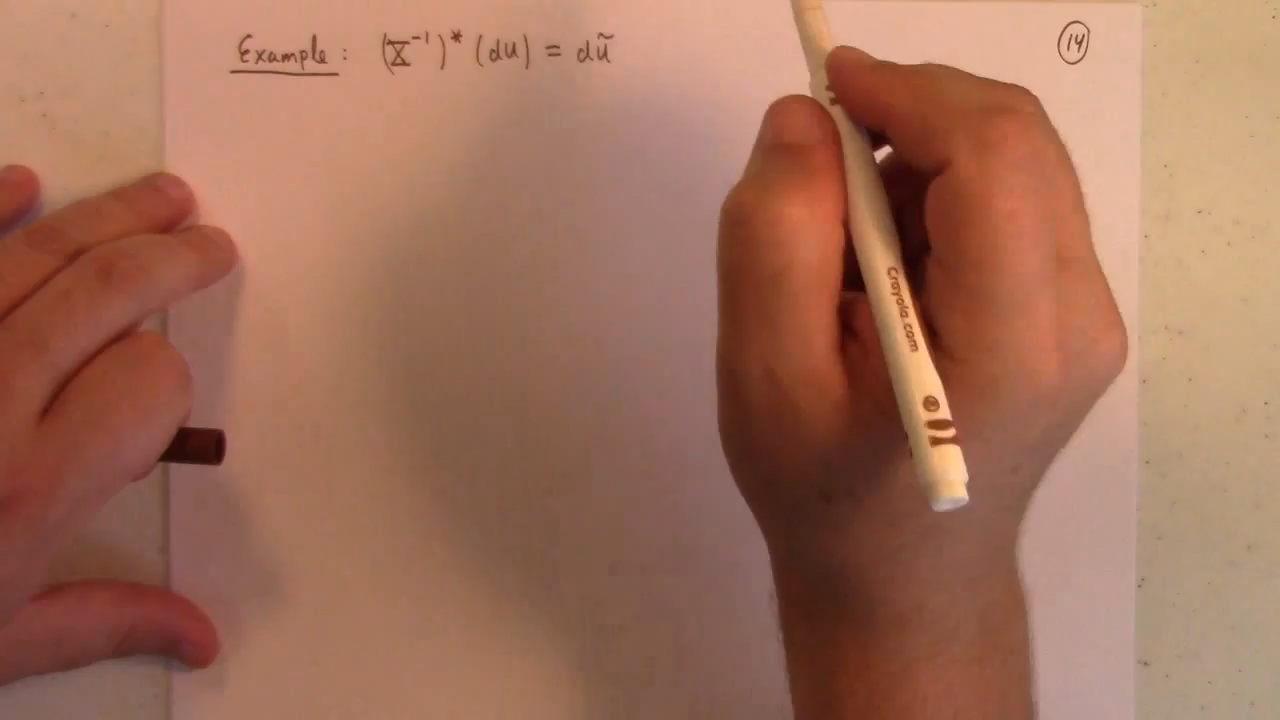 Example : (X⁻¹)* (du) = dũ
14
Crayola.com